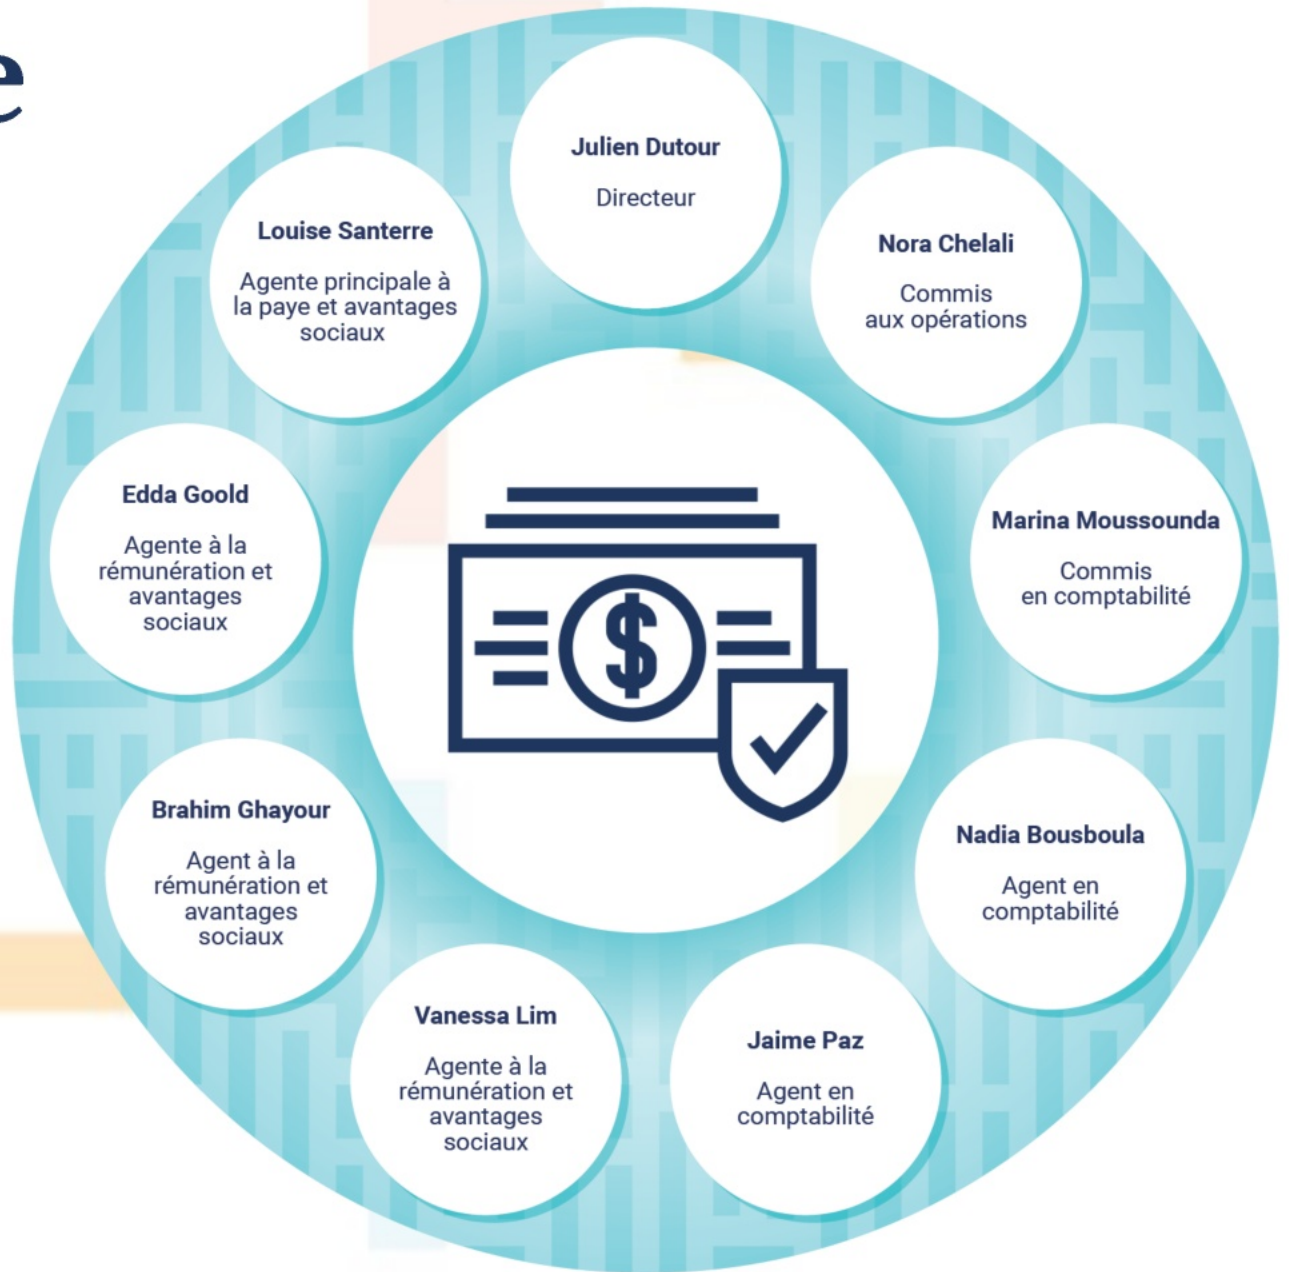 e
Julien Dutour
Directeur
Nora Chelali
Commis
aux opérations
Marina Moussounda
Commis
en comptabilité
Nadia Bousboula
Agent en
comptabilité
Jaime Paz
Agent en
comptabilité
Vanessa Lim
Agente à la
rémunération et
avantages
sociaux
Brahim Ghayour
Agent à la
rémunération et
avantages
sociaux
Edda Goold
Agente à la
rémunération et
avantages
sociaux
Louise Santerre
Agente principale à
la paye et avantages
sociaux
$